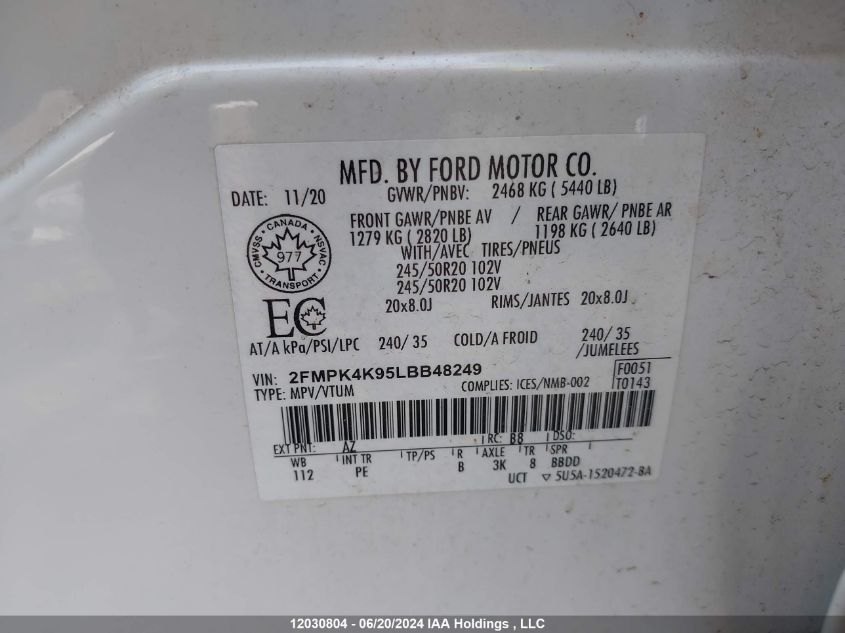 MFD. BY FORD MOTOR CO.
DATE: 11/20 GVWR/PNBV: 2468 KG ( 5440 LB)
FRONT GAWR/PNBE AV / REAR GAWR/ PNBE AR
1279 KG ( 2820 LB) 1198 KG ( 2640 LB)
WITH/AVEC TIRES/PNEUS
245/50R20 102V
245/50R20 102V
20x8.0J RIMS/JANTES 20x8.0J
CMVSS CANADA NSVAC
977
TRANSPORT
EC
AT/A kPa/PSI/LPC 240/ 35 COLD/A FROID 240/ 35
/JUMELEES
VIN: 2FMPK4K95LBB48249 F0051
TYPE: MPV/VTUM COMPLIES: ICES/NMB-002 T0143
EXT PNT: AZ RC: B8 DSO:
WB INT TR TP/PS R AXLE TR SPR
112 PE B 3K 8 BBDD
UCT ▽ 5U5A-1520472-BA
12030804 - 06/20/2024 IAA Holdings , LLC